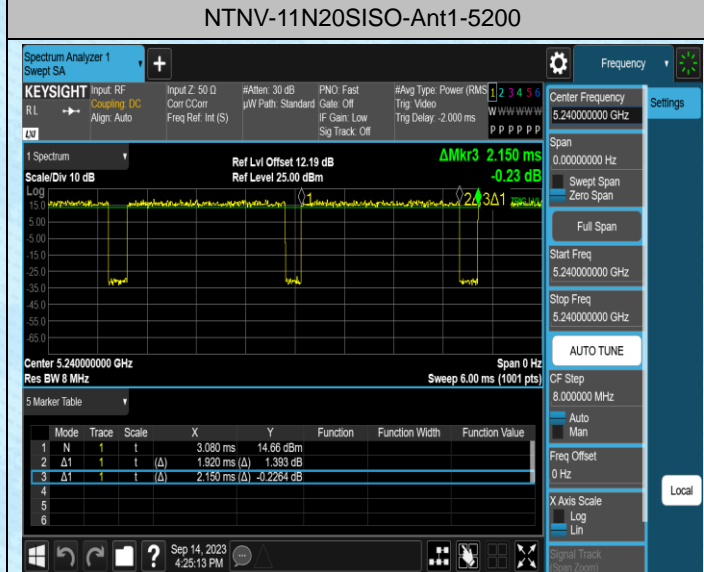 NTNV-11N20SISO-Ant1-5200
Spectrum Analyzer 1
Swept SA
Frequency
KEYSIGHT
RL
LXI
Input: RF
Coupling: DC
Align: Auto
Input Z: 50 Ω
Corr CCorr
Freq Ref: Int (S)
#Atten: 30 dB
µW Path: Standard
PNO: Fast
Gate: Off
IF Gain: Low
Sig Track: Off
#Avg Type: Power (RMS
Trig: Video
Trig Delay: -2.000 ms
1 2 3 4 5 6
W W W W W W
P P P P P P
1 Spectrum
Scale/Div 10 dB
Ref Lvl Offset 12.19 dB
Ref Level 25.00 dBm
ΔMkr3 2.150 ms
-0.23 dB
Log
15.0
5.00
-5.00
-15.0
-25.0
-35.0
-45.0
-55.0
-65.0
1
2Δ
3Δ1
Center 5.240000000 GHz
Res BW 8 MHz
Span 0 Hz
Sweep 6.00 ms (1001 pts)
5 Marker Table
Mode Trace Scale X Y Function Function Width Function Value
1 N 1 t 3.080 ms 14.66 dBm
2 Δ1 1 t (Δ) 1.920 ms (Δ) 1.393 dB
3 Δ1 1 t (Δ) 2.150 ms (Δ) -0.2264 dB
4
5
6
Sep 14, 2023
4:25:13 PM
Center Frequency
5.240000000 GHz
Span
0.00000000 Hz
Swept Span
Zero Span
Full Span
Start Freq
5.240000000 GHz
Stop Freq
5.240000000 GHz
AUTO TUNE
CF Step
8.000000 MHz
Auto
Man
Freq Offset
0 Hz
X Axis Scale
Log
Lin
Signal Track
(Span Zoom)
Settings
Local